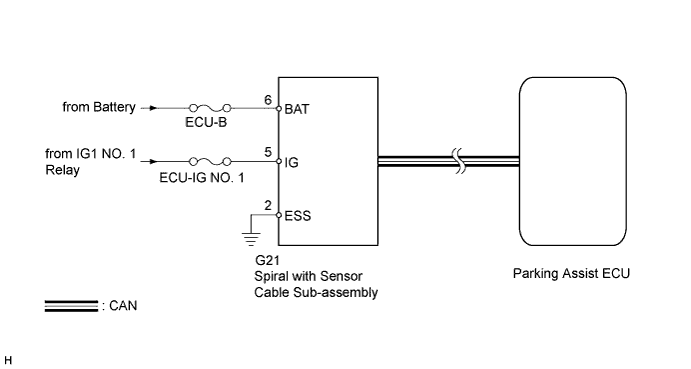 from Battery
6
BAT
ECU-B
from IG1 NO. 1
Relay
5
IG
ECU-IG NO. 1
2
ESS
G21
Spiral with Sensor
Cable Sub-assembly
Parking Assist ECU
: CAN
H